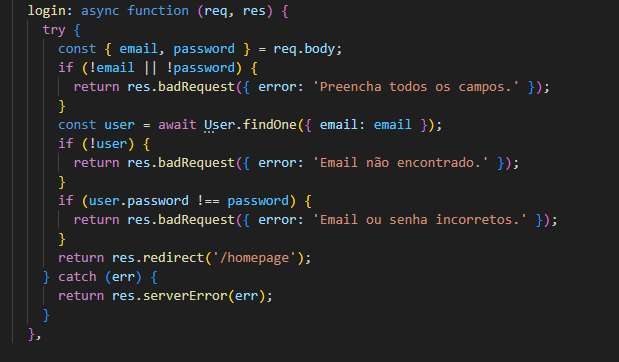 login: async function (req, res) {
try {
const { email, password } = req.body;
if (!email || !password) {
return res.badRequest({ error: 'Preencha todos os campos.' });
}
const user = await User.findOne({ email: email });
if (!user) {
return res.badRequest({ error: 'Email não encontrado.' });
}
if (user.password !== password) {
return res.badRequest({ error: 'Email ou senha incorretos.' });
}
return res.redirect('/homepage');
} catch (err) {
return res.serverError(err);
}
},